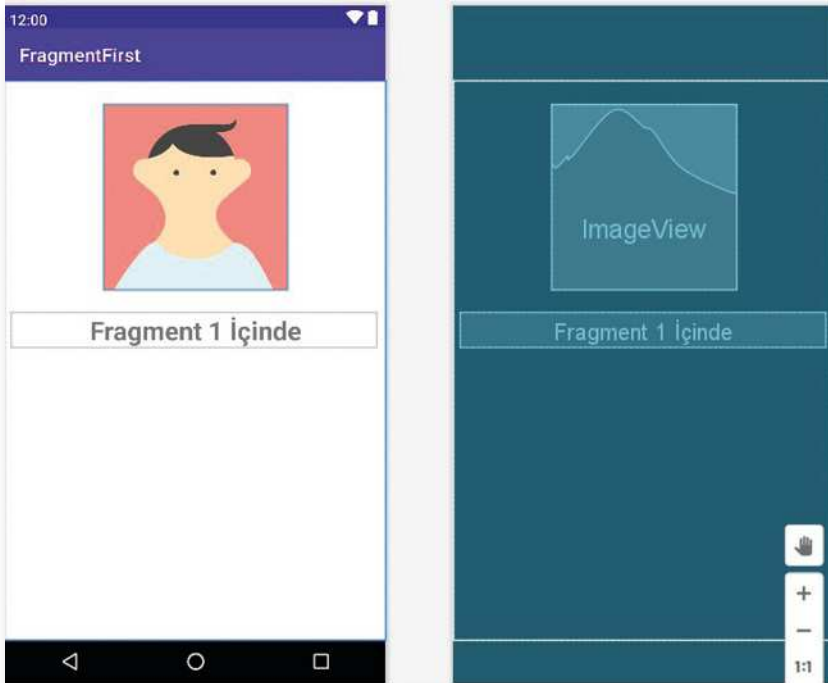 12:00
FragmentFirst
Fragment 1 İçinde
ImageView
Fragment 1 İçinde
1:1